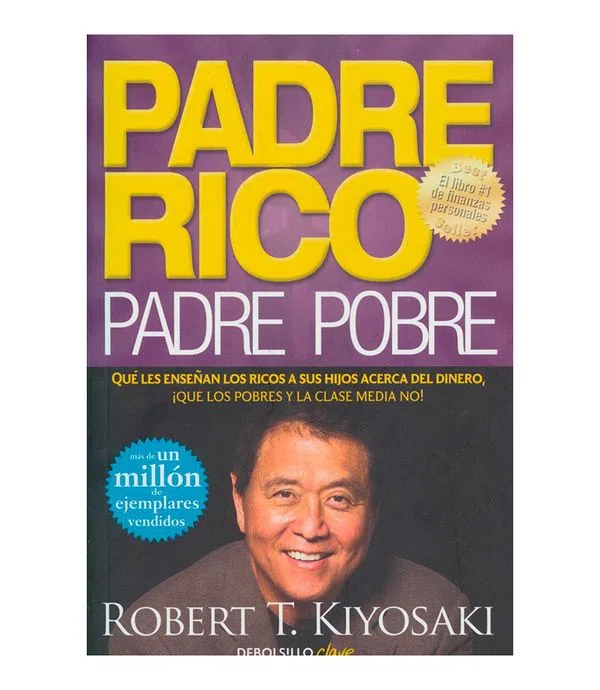 PADRE
RICO
Best
El libro #1
de finanzas
personales
Seller
PADRE POBRE
QUÉ LES ENSEÑAN LOS RICOS A SUS HIJOS ACERCA DEL DINERO,
¡QUE LOS POBRES Y LA CLASE MEDIA NO!
más de un
millón
de
ejemplares
vendidos
ROBERT T. KIYOSAKI
DEBOLS!LLO clave